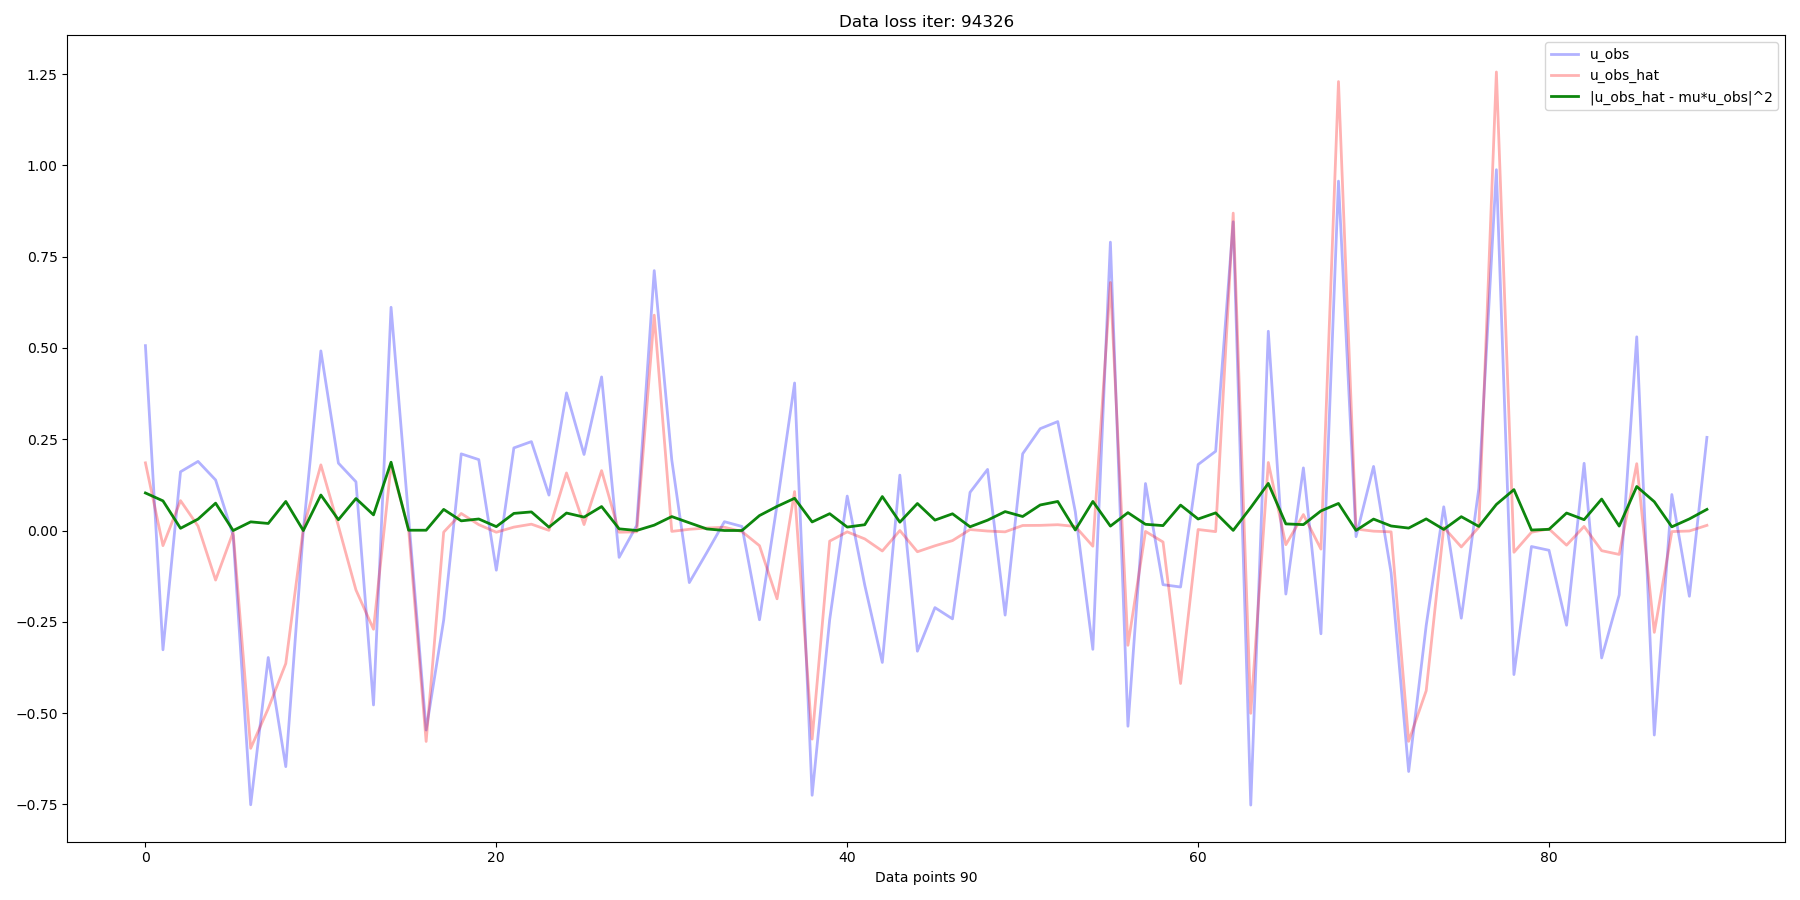 Data loss iter: 94326
u_obs
u_obs_hat
|u_obs_hat - mu*u_obs|^2
1.25
1.00
0.75
0.50
0.25
0.00
−0.25
−0.50
−0.75
0 20 40 60 80
Data points 90